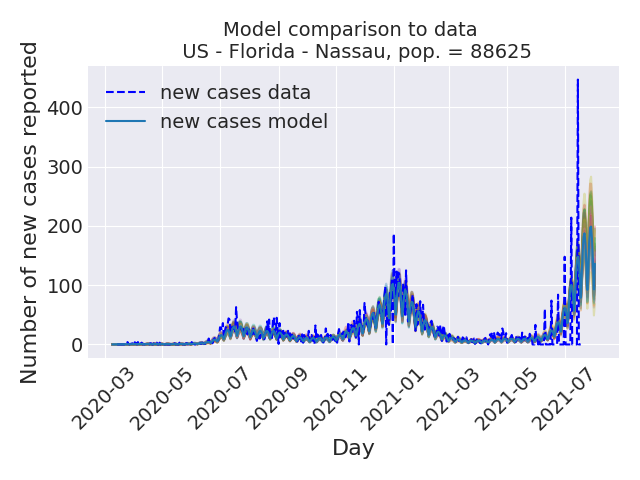 Model comparison to data
US - Florida - Nassau, pop. = 88625
new cases data
new cases model
Number of new cases reported
400
300
200
100
0
2020-03
2020-05
2020-07
2020-09
2020-11
2021-01
2021-03
2021-05
2021-07
Day